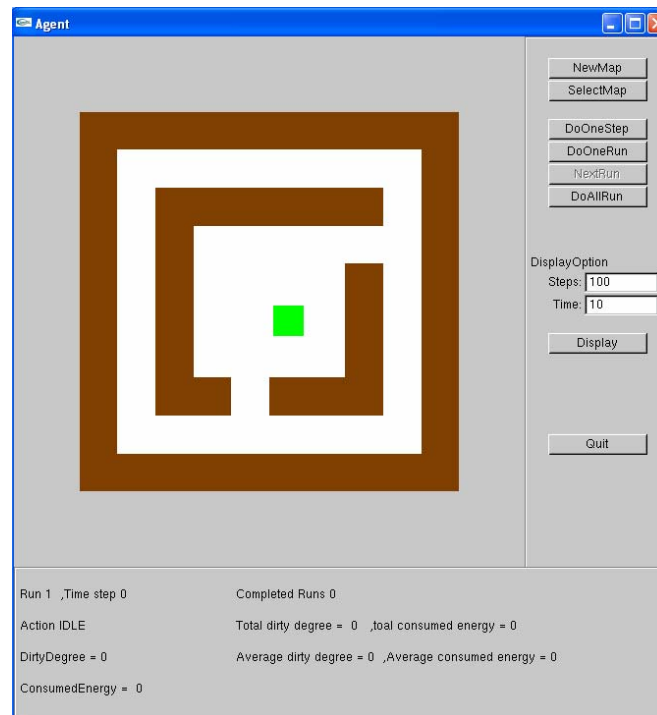 Agent
NewMap
SelectMap
DoOneStep
DoOneRun
NextRun
DoAllRun
DisplayOption
Steps: 100
Time: 10
Display
Quit
Run 1 ,Time step 0 Completed Runs 0
Action IDLE Total dirty degree = 0 ,toal consumed energy = 0
DirtyDegree = 0 Average dirty degree = 0 ,Average consumed energy = 0
ConsumedEnergy = 0